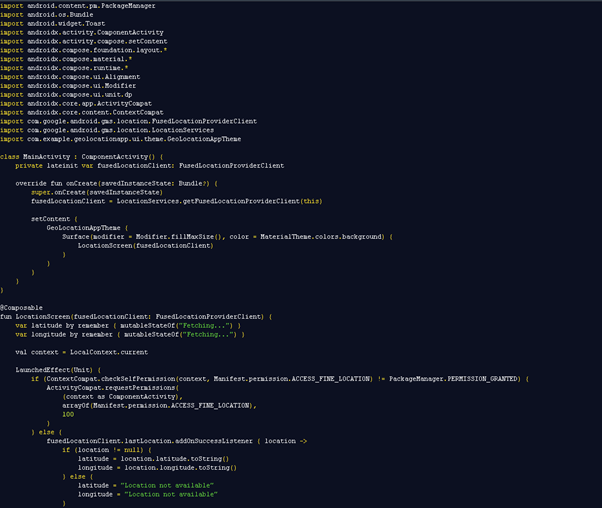 import android.content.pm.PackageManager
import android.os.Bundle
import android.widget.Toast
import androidx.activity.ComponentActivity
import androidx.activity.compose.setContent
import androidx.compose.foundation.layout.*
import androidx.compose.material.*
import androidx.compose.runtime.*
import androidx.compose.ui.Alignment
import androidx.compose.ui.Modifier
import androidx.compose.ui.unit.dp
import androidx.core.app.ActivityCompat
import androidx.core.content.ContextCompat
import com.google.android.gms.location.FusedLocationProviderClient
import com.google.android.gms.location.LocationServices
import com.example.geolocationapp.ui.theme.GeoLocationAppTheme
class MainActivity : ComponentActivity() {
private lateinit var fusedLocationClient: FusedLocationProviderClient
override fun onCreate(savedInstanceState: Bundle?) {
super.onCreate(savedInstanceState)
fusedLocationClient = LocationServices.getFusedLocationProviderClient(this)
setContent {
GeoLocationAppTheme {
Surface(modifier = Modifier.fillMaxSize(), color = MaterialTheme.colors.background) {
LocationScreen(fusedLocationClient)
}
}
}
}
}
@Composable
fun LocationScreen(fusedLocationClient: FusedLocationProviderClient) {
var latitude by remember { mutableStateOf("Fetching...") }
var longitude by remember { mutableStateOf("Fetching...") }
val context = LocalContext.current
LaunchedEffect(Unit) {
if (ContextCompat.checkSelfPermission(context, Manifest.permission.ACCESS_FINE_LOCATION) != PackageManager.PERMISSION_GRANTED) {
ActivityCompat.requestPermissions(
(context as ComponentActivity),
arrayOf(Manifest.permission.ACCESS_FINE_LOCATION),
100
)
} else {
fusedLocationClient.lastLocation.addOnSuccessListener { location ->
if (location != null) {
latitude = location.latitude.toString()
longitude = location.longitude.toString()
} else {
latitude = "Location not available"
longitude = "Location not available"
}